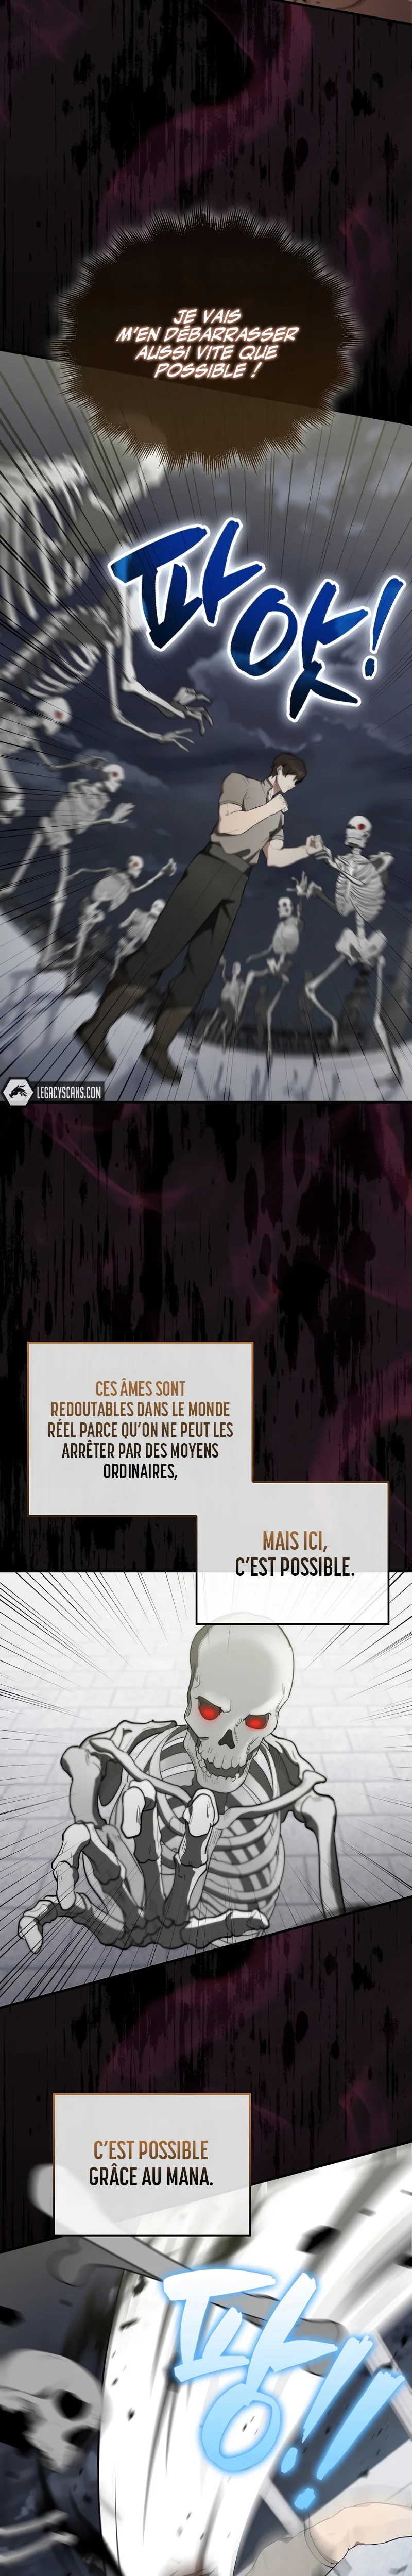 JE VAIS
M'EN DÉBARRASSER
AUSSI VITE QUE
POSSIBLE !
파앗!
LEGACYSCANS.COM
CES ÂMES SONT
REDOUTABLES DANS LE MONDE
RÉEL PARCE QU'ON NE PEUT LES
ARRÊTER PAR DES MOYENS
ORDINAIRES,
MAIS ICI,
C'EST POSSIBLE.
C'EST POSSIBLE
GRÂCE AU MANA.
팡!!